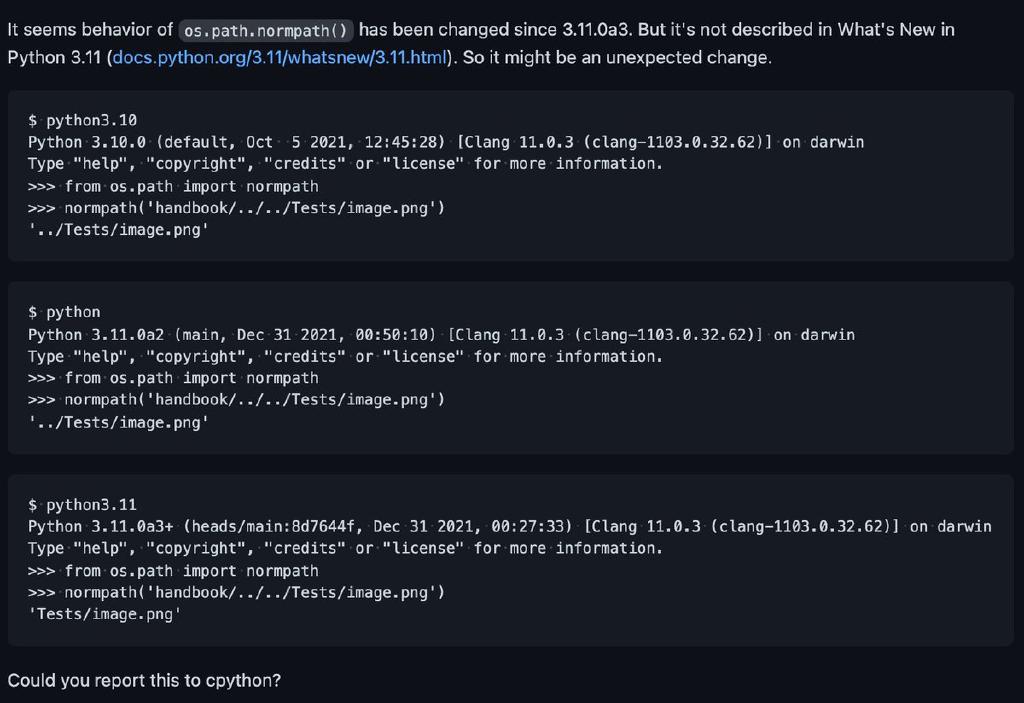 It seems behavior of os.path.normpath() has been changed since 3.11.0a3. But it's not described in What's New in
Python 3.11 (docs.python.org/3.11/whatsnew/3.11.html). So it might be an unexpected change.
$ python3.10
Python 3.10.0 (default, Oct  5 2021, 12:45:28) [Clang 11.0.3 (clang-1103.0.32.62)] on darwin
Type "help", "copyright", "credits" or "license" for more information.
>>> from os.path import normpath
>>> normpath('handbook/../../Tests/image.png')
'../Tests/image.png'
$ python
Python 3.11.0a2 (main, Dec 31 2021, 00:50:10) [Clang 11.0.3 (clang-1103.0.32.62)] on darwin
Type "help", "copyright", "credits" or "license" for more information.
>>> from os.path import normpath
>>> normpath('handbook/../../Tests/image.png')
'../Tests/image.png'
$ python3.11
Python 3.11.0a3+ (heads/main:8d7644f, Dec 31 2021, 00:27:33) [Clang 11.0.3 (clang-1103.0.32.62)] on darwin
Type "help", "copyright", "credits" or "license" for more information.
>>> from os.path import normpath
>>> normpath('handbook/../../Tests/image.png')
'Tests/image.png'
Could you report this to cpython?